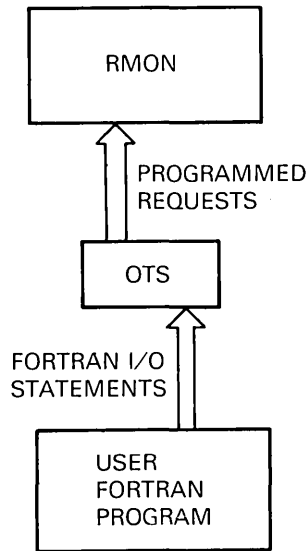 RMON
PROGRAMMED
REQUESTS
OTS
FORTRAN I/O
STATEMENTS
USER
FORTRAN
PROGRAM